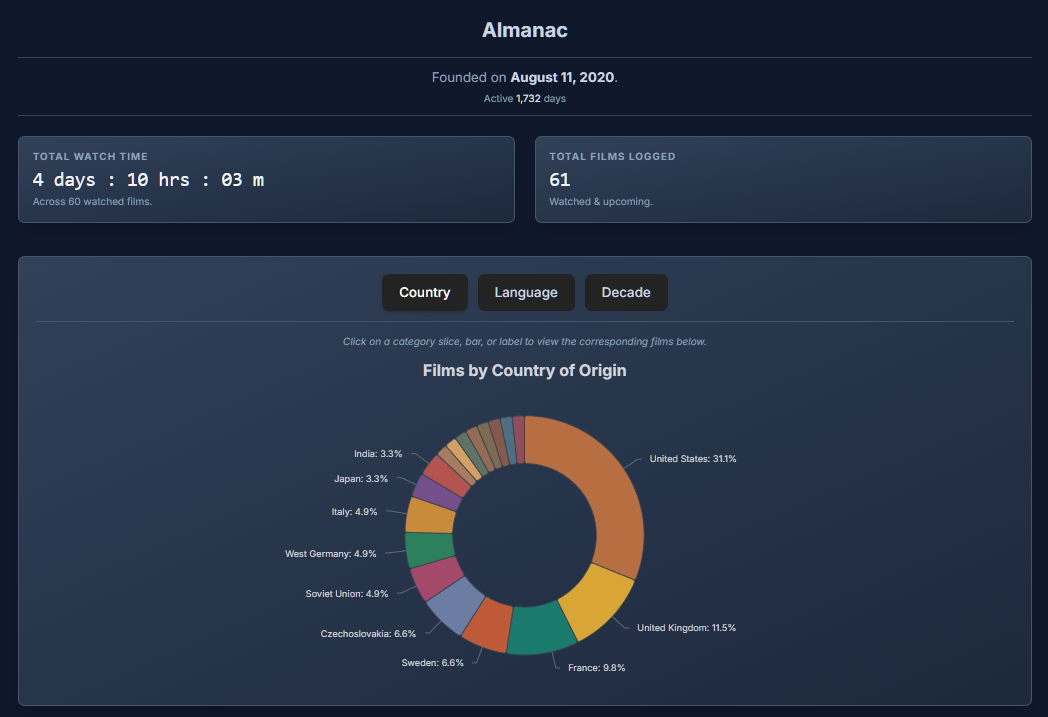 Almanac
Founded on August 11, 2020.
Active 1,732 days
TOTAL WATCH TIME
4 days : 10 hrs : 03 m
Across 60 watched films.
TOTAL FILMS LOGGED
61
Watched & upcoming.
Country
Language
Decade
Click on a category slice, bar, or label to view the corresponding films below.
Films by Country of Origin
United States: 31.1%
United Kingdom: 11.5%
France: 9.8%
Sweden: 6.6%
Czechoslovakia: 6.6%
Soviet Union: 4.9%
West Germany: 4.9%
Italy: 4.9%
Japan: 3.3%
India: 3.3%